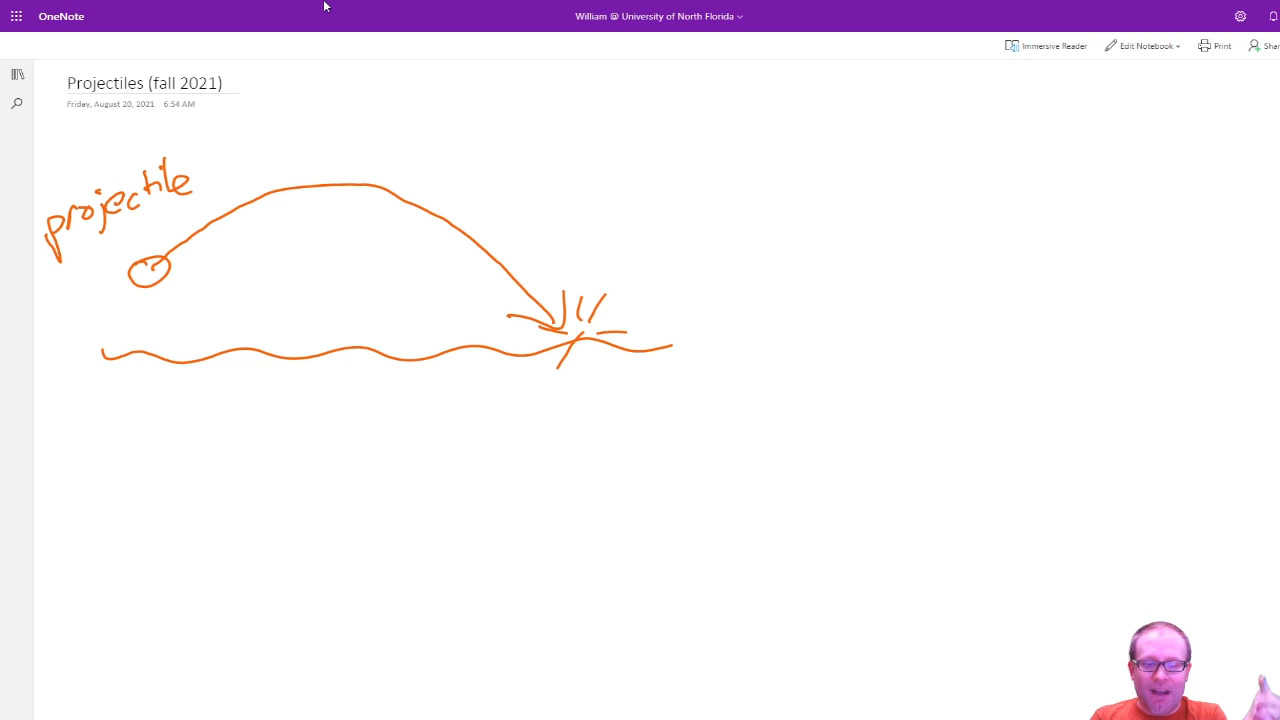 OneNote
William @ University of North Florida
Immersive Reader
Edit Notebook
Print
Shar
Projectiles (fall 2021)
Friday, August 20, 2021 6:54 AM
projectile